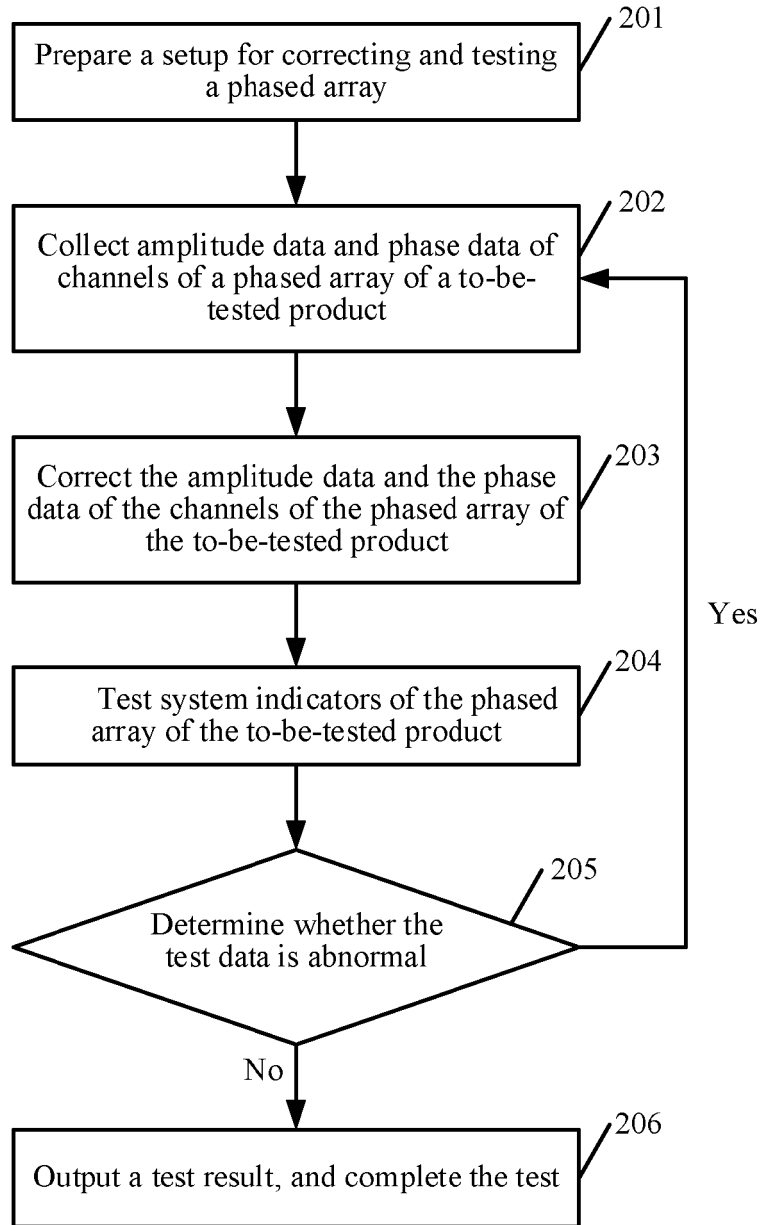 201
Prepare a setup for correcting and testing
a phased array
202
Collect amplitude data and phase data of
channels of a phased array of a to-be-
tested product
203
Correct the amplitude data and the phase
data of the channels of the phased array of
the to-be-tested product
Yes
204
Test system indicators of the phased
array of the to-be-tested product
205
Determine whether the
test data is abnormal
No
206
Output a test result, and complete the test